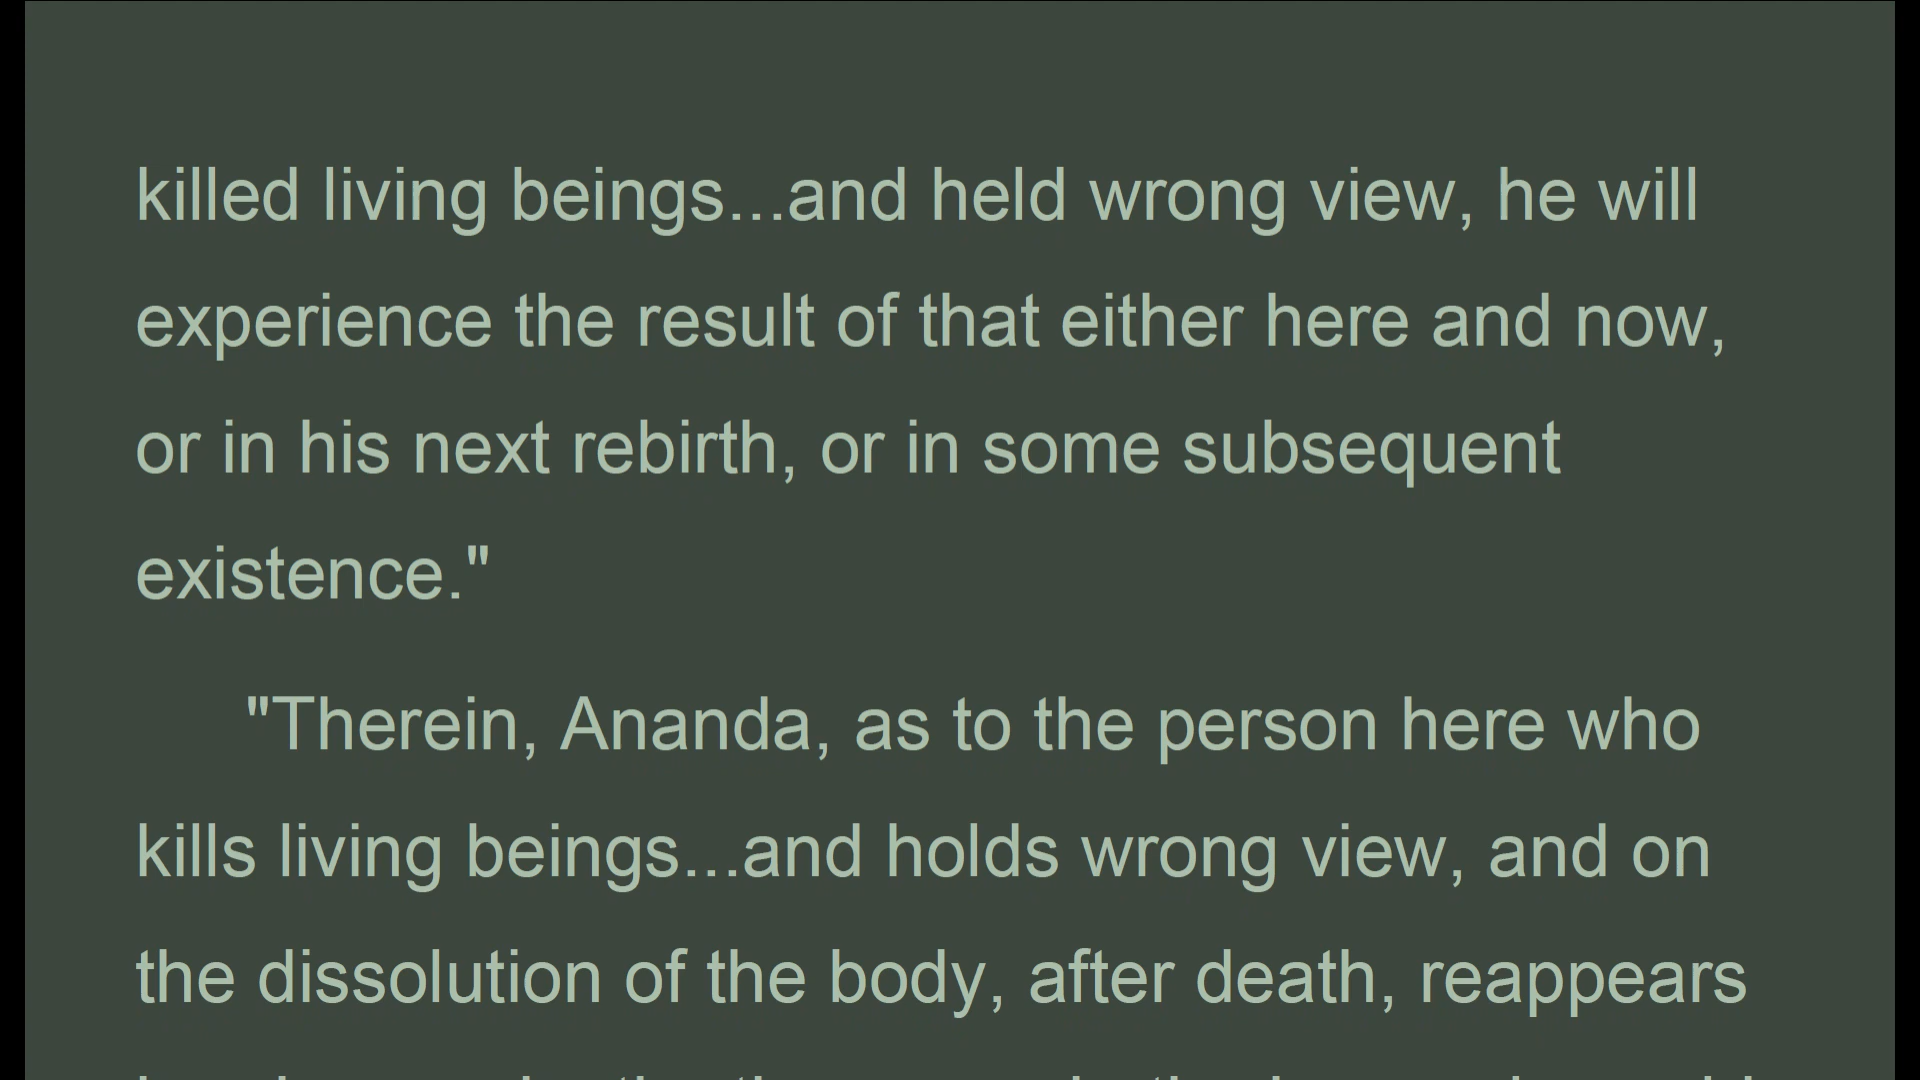 killed living beings...and held wrong view, he will
experience the result of that either here and now,
or in his next rebirth, or in some subsequent
existence."
"Therein, Ananda, as to the person here who
kills living beings...and holds wrong view, and on
the dissolution of the body, after death, reappears